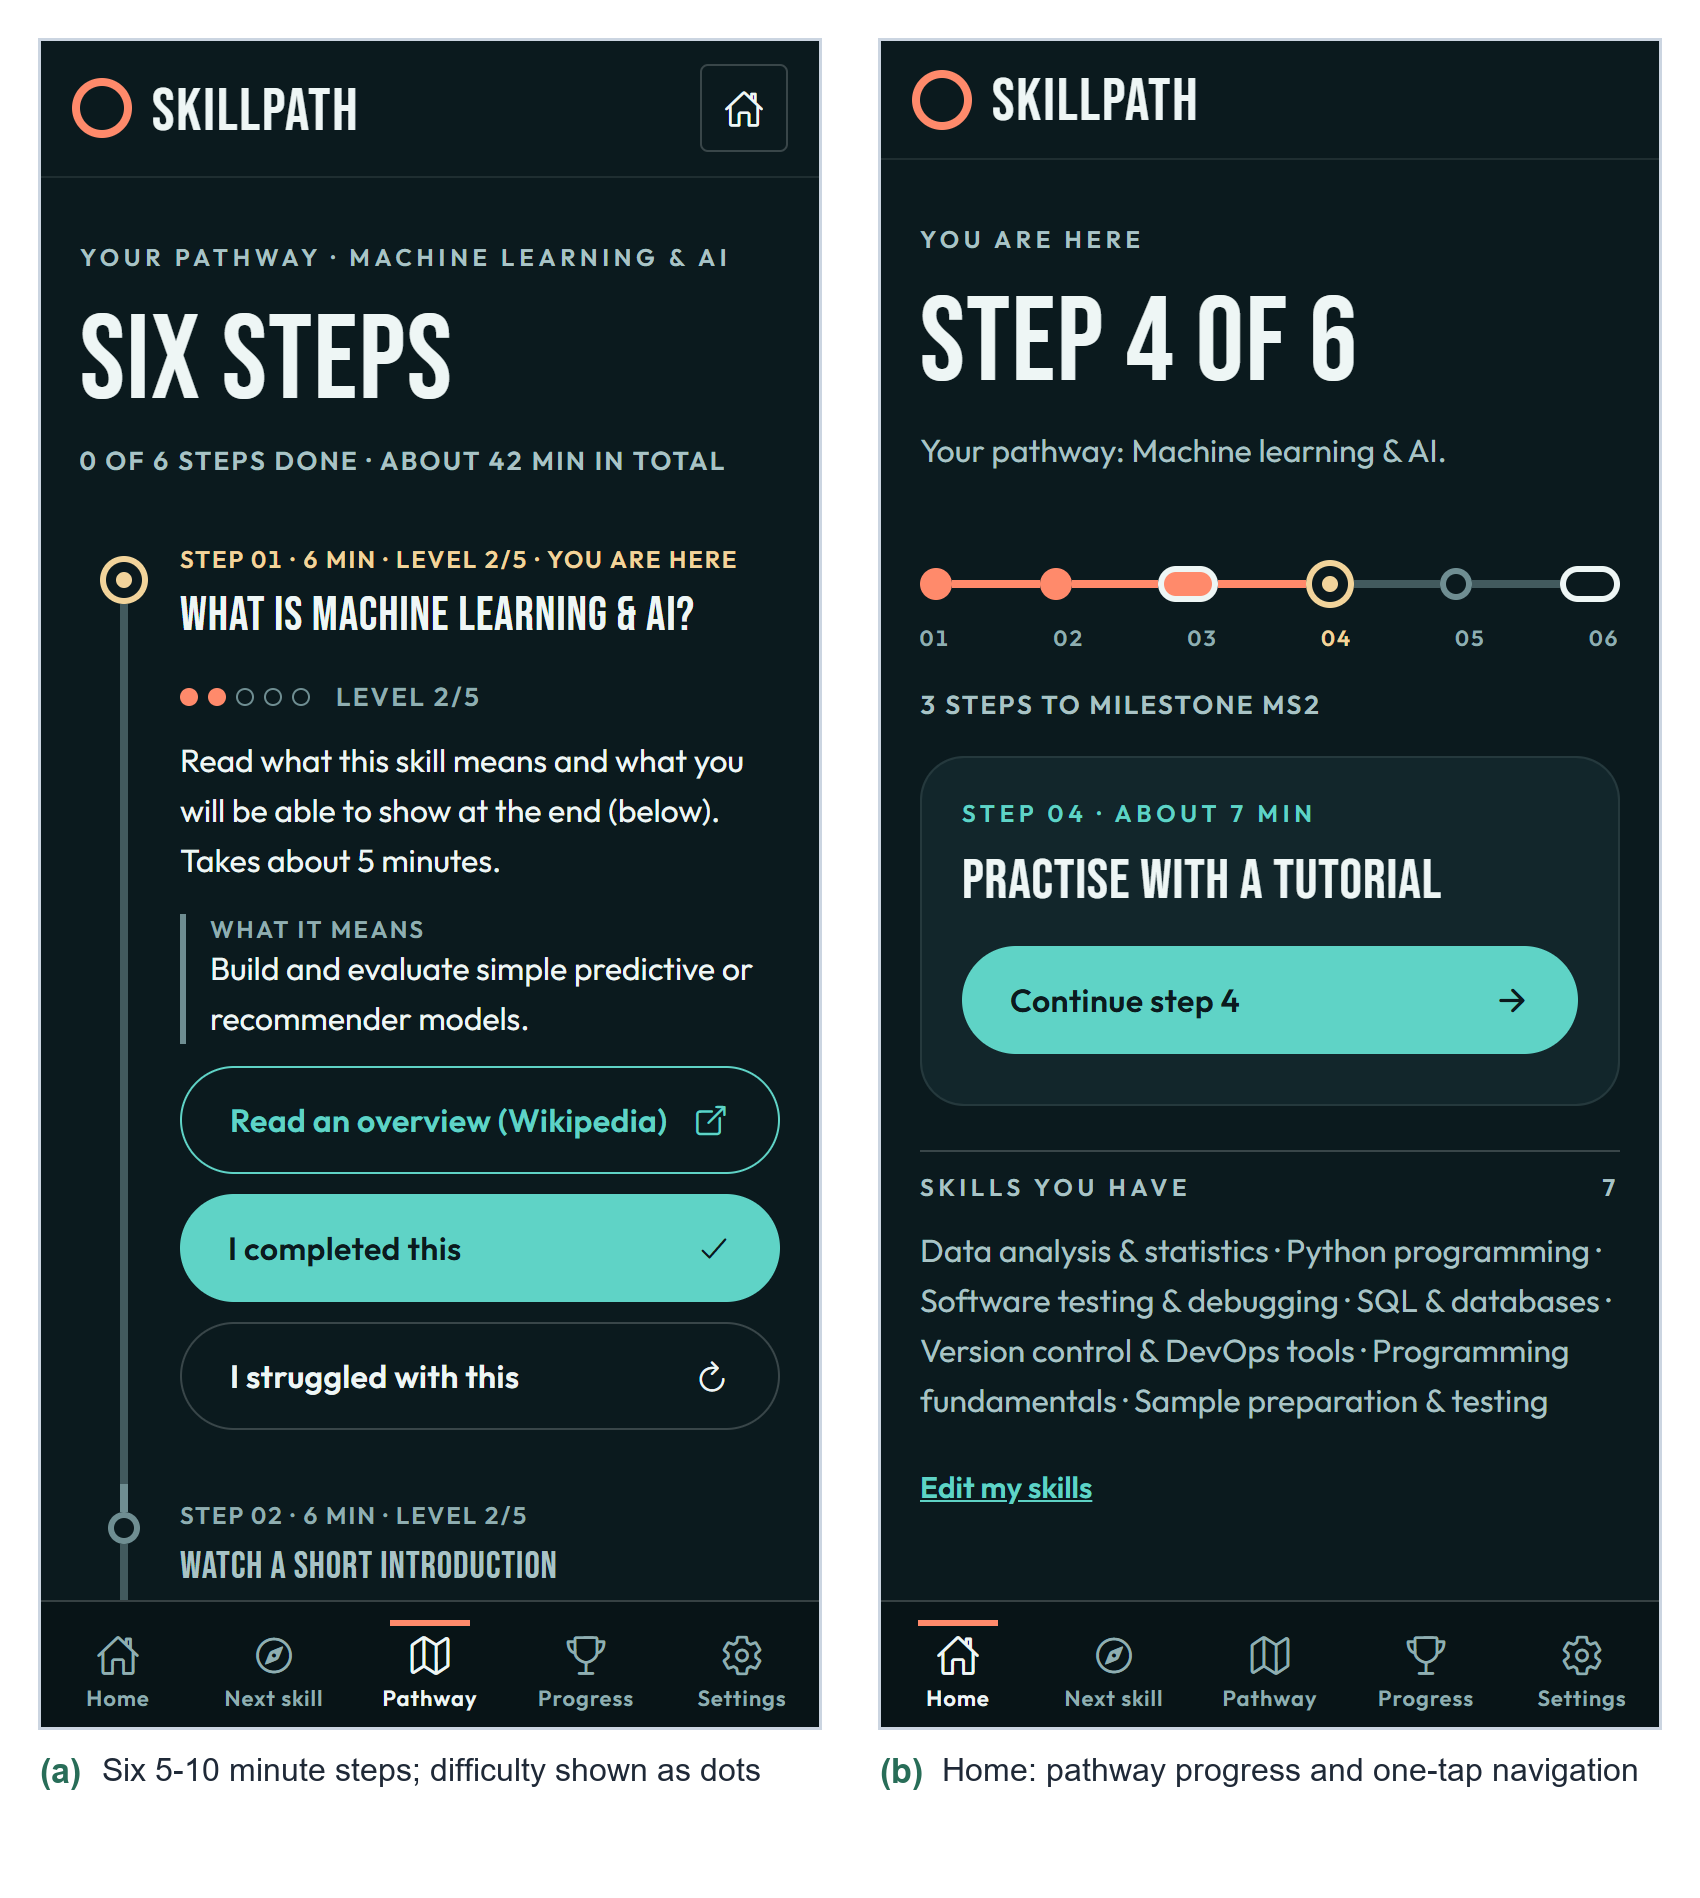 SKILLPATH
YOUR PATHWAY · MACHINE LEARNING & AI
SIX STEPS
0 OF 6 STEPS DONE · ABOUT 42 MIN IN TOTAL
STEP 01 · 6 MIN · LEVEL 2/5 · YOU ARE HERE
WHAT IS MACHINE LEARNING & AI?
LEVEL 2/5
Read what this skill means and what you
will be able to show at the end (below).
Takes about 5 minutes.
WHAT IT MEANS
Build and evaluate simple predictive or
recommender models.
Read an overview (Wikipedia)
I completed this
I struggled with this
STEP 02 · 6 MIN · LEVEL 2/5
WATCH A SHORT INTRODUCTION
Home Next skill Pathway Progress Settings
(a) Six 5-10 minute steps; difficulty shown as dots
SKILLPATH
YOU ARE HERE
STEP 4 OF 6
Your pathway: Machine learning & AI.
01 02 03 04 05 06
3 STEPS TO MILESTONE MS2
STEP 04 · ABOUT 7 MIN
PRACTISE WITH A TUTORIAL
Continue step 4
SKILLS YOU HAVE 7
Data analysis & statistics · Python programming ·
Software testing & debugging · SQL & databases ·
Version control & DevOps tools · Programming
fundamentals · Sample preparation & testing
Edit my skills
Home Next skill Pathway Progress Settings
(b) Home: pathway progress and one-tap navigation